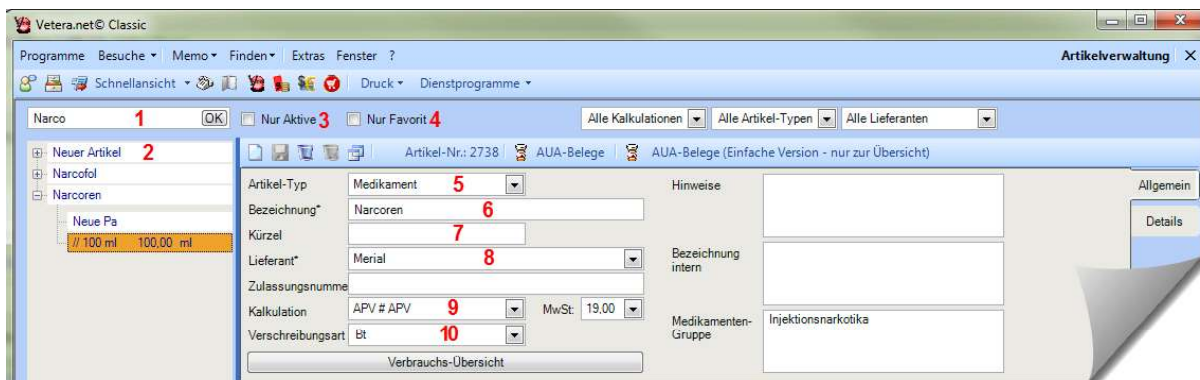 Vetera.net© Classic
Programme Besuche Memo Finden Extras Fenster ? Artikelverwaltung X
Schnellansicht Druck Dienstprogramme
Narco 1 OK Nur Aktive 3 Nur Favorit 4 Alle Kalkulationen Alle Artikel-Typen Alle Lieferanten
Neuer Artikel 2
Narcofol
Narcoren
Neue Pa
// 100 ml 100,00 ml
Artikel-Nr.: 2738 AUA-Belege AUA-Belege (Einfache Version - nur zur Übersicht)
Artikel-Typ Medikament 5
Bezeichnung* Narcoren 6
Kürzel 7
Lieferant* Merial 8
Zulassungsnumme
Kalkulation APV # APV 9 MwSt: 19,00
Verschreibungsart Bt 10
Verbrauchs-Übersicht
Hinweise
Bezeichnung
intern
Medikamenten-
Gruppe
Injektionsnarkotika
Allgemein
Details